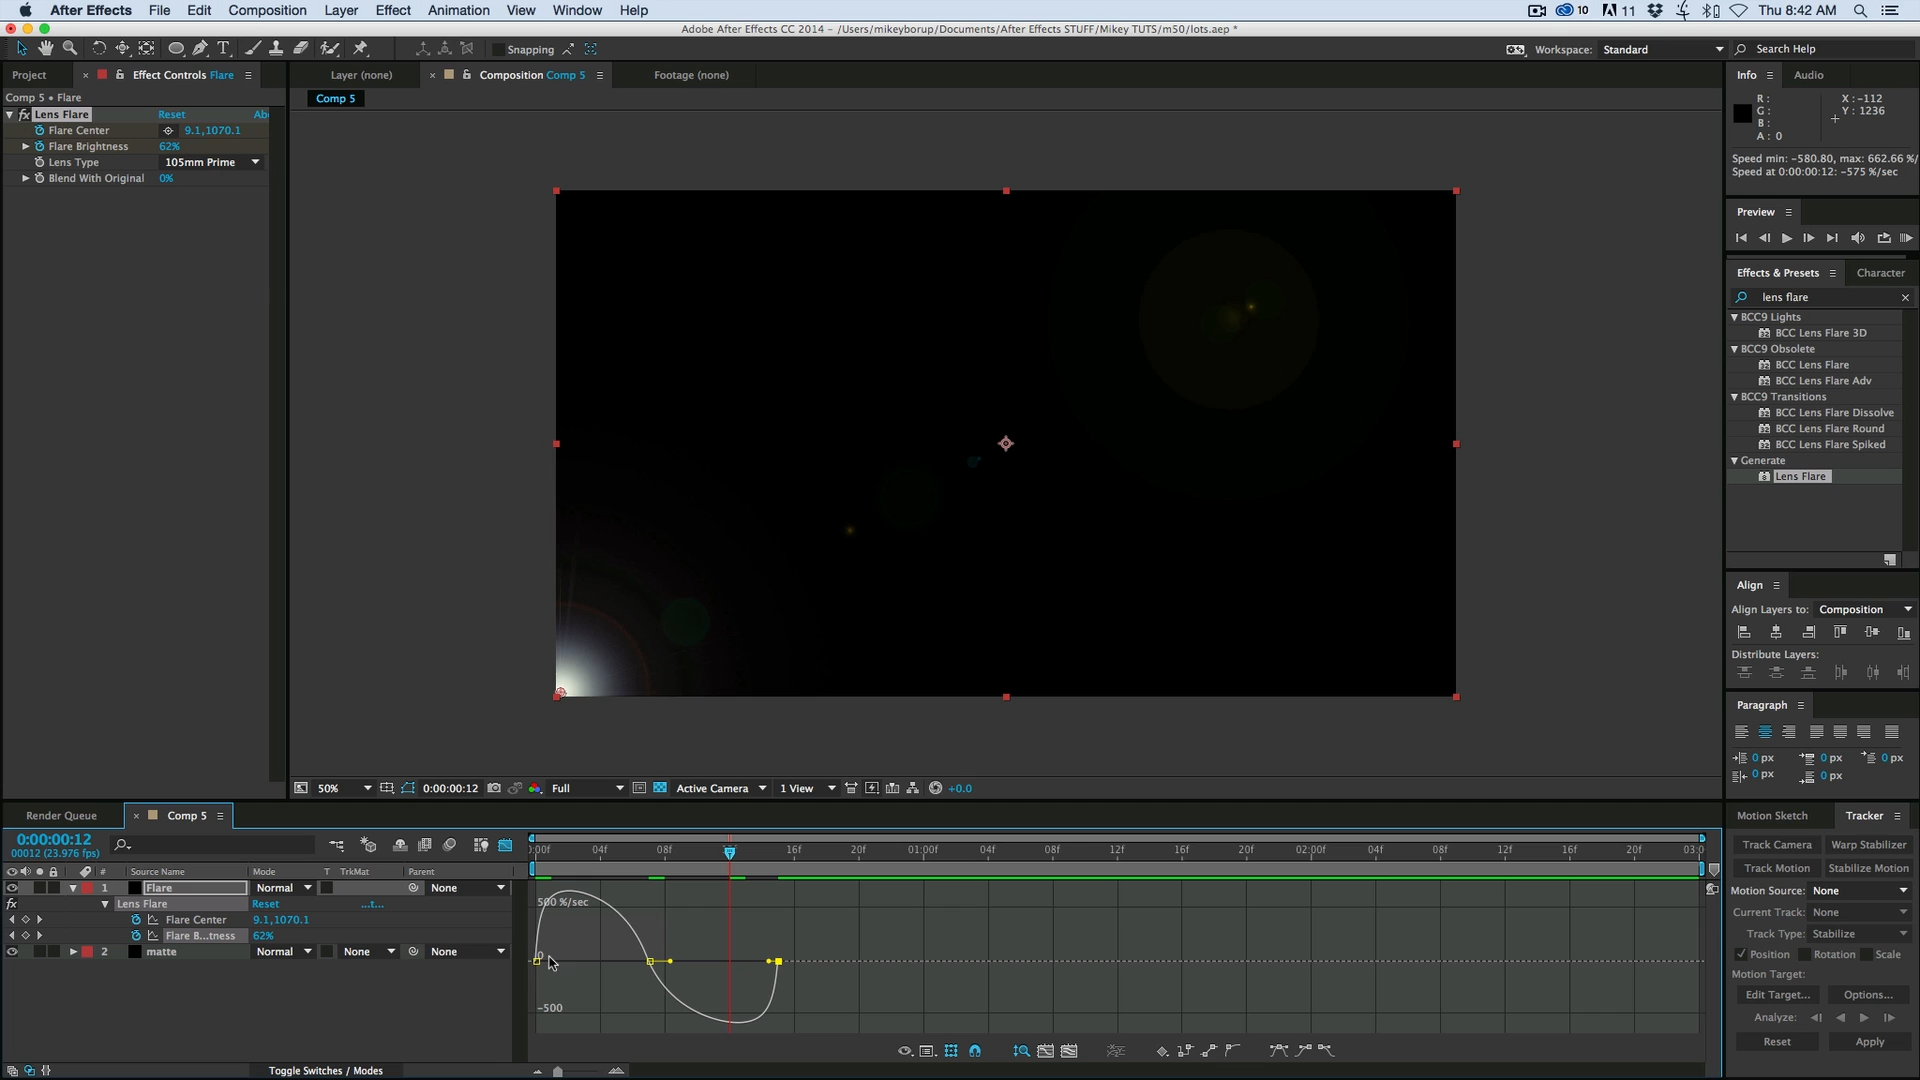 After Effects File Edit Composition Layer Effect Animation View Window Help 10 11 Thu 8:42 AM
Adobe After Effects CC 2014 - /Users/mikeyborup/Documents/After Effects STUFF/Mikey TUTS/m50/lots.aep *
T Snapping Workspace: Standard Search Help
Project × Effect Controls Flare Layer (none) × Composition Comp 5 Footage (none) Info Audio
Comp 5 • Flare Comp 5
fx Lens Flare Reset Ab
Flare Center 9.1,1070.1
Flare Brightness 62%
Lens Type 105mm Prime
Blend With Original 0%
R: X: -112
G: Y: 1236
B:
A: 0
Speed min: -580.80, max: 662.66 %/
Speed at 0:00:00:12: -575 %/sec
Preview
Effects & Presets Character
lens flare
BCC9 Lights
BCC Lens Flare 3D
BCC9 Obsolete
BCC Lens Flare
BCC Lens Flare Adv
BCC9 Transitions
BCC Lens Flare Dissolve
BCC Lens Flare Round
BCC Lens Flare Spiked
Generate
Lens Flare
Align
Align Layers to: Composition
Distribute Layers:
Paragraph
0 px 0 px 0 px
0 px 0 px
50% 0:00:00:12 Full Active Camera 1 View +0.0
Render Queue × Comp 5
0:00:00:12
00012 (23.976 fps)
:00f 04f 08f 12f 16f 20f 01:00f 04f 08f 12f 16f 20f 02:00f 04f 08f 12f 16f 20f 03:0
# Source Name Mode T TrkMat Parent
1 Flare Normal None
fx Lens Flare Reset ...t...
Flare Center 9.1,1070.1
Flare B...tness 62%
2 matte Normal None None
500 %/sec
0
-500
Toggle Switches / Modes
Motion Sketch Tracker
Track Camera Warp Stabilizer
Track Motion Stabilize Motion
Motion Source: None
Current Track: None
Track Type: Stabilize
Position Rotation Scale
Motion Target:
Edit Target... Options...
Analyze:
Reset Apply